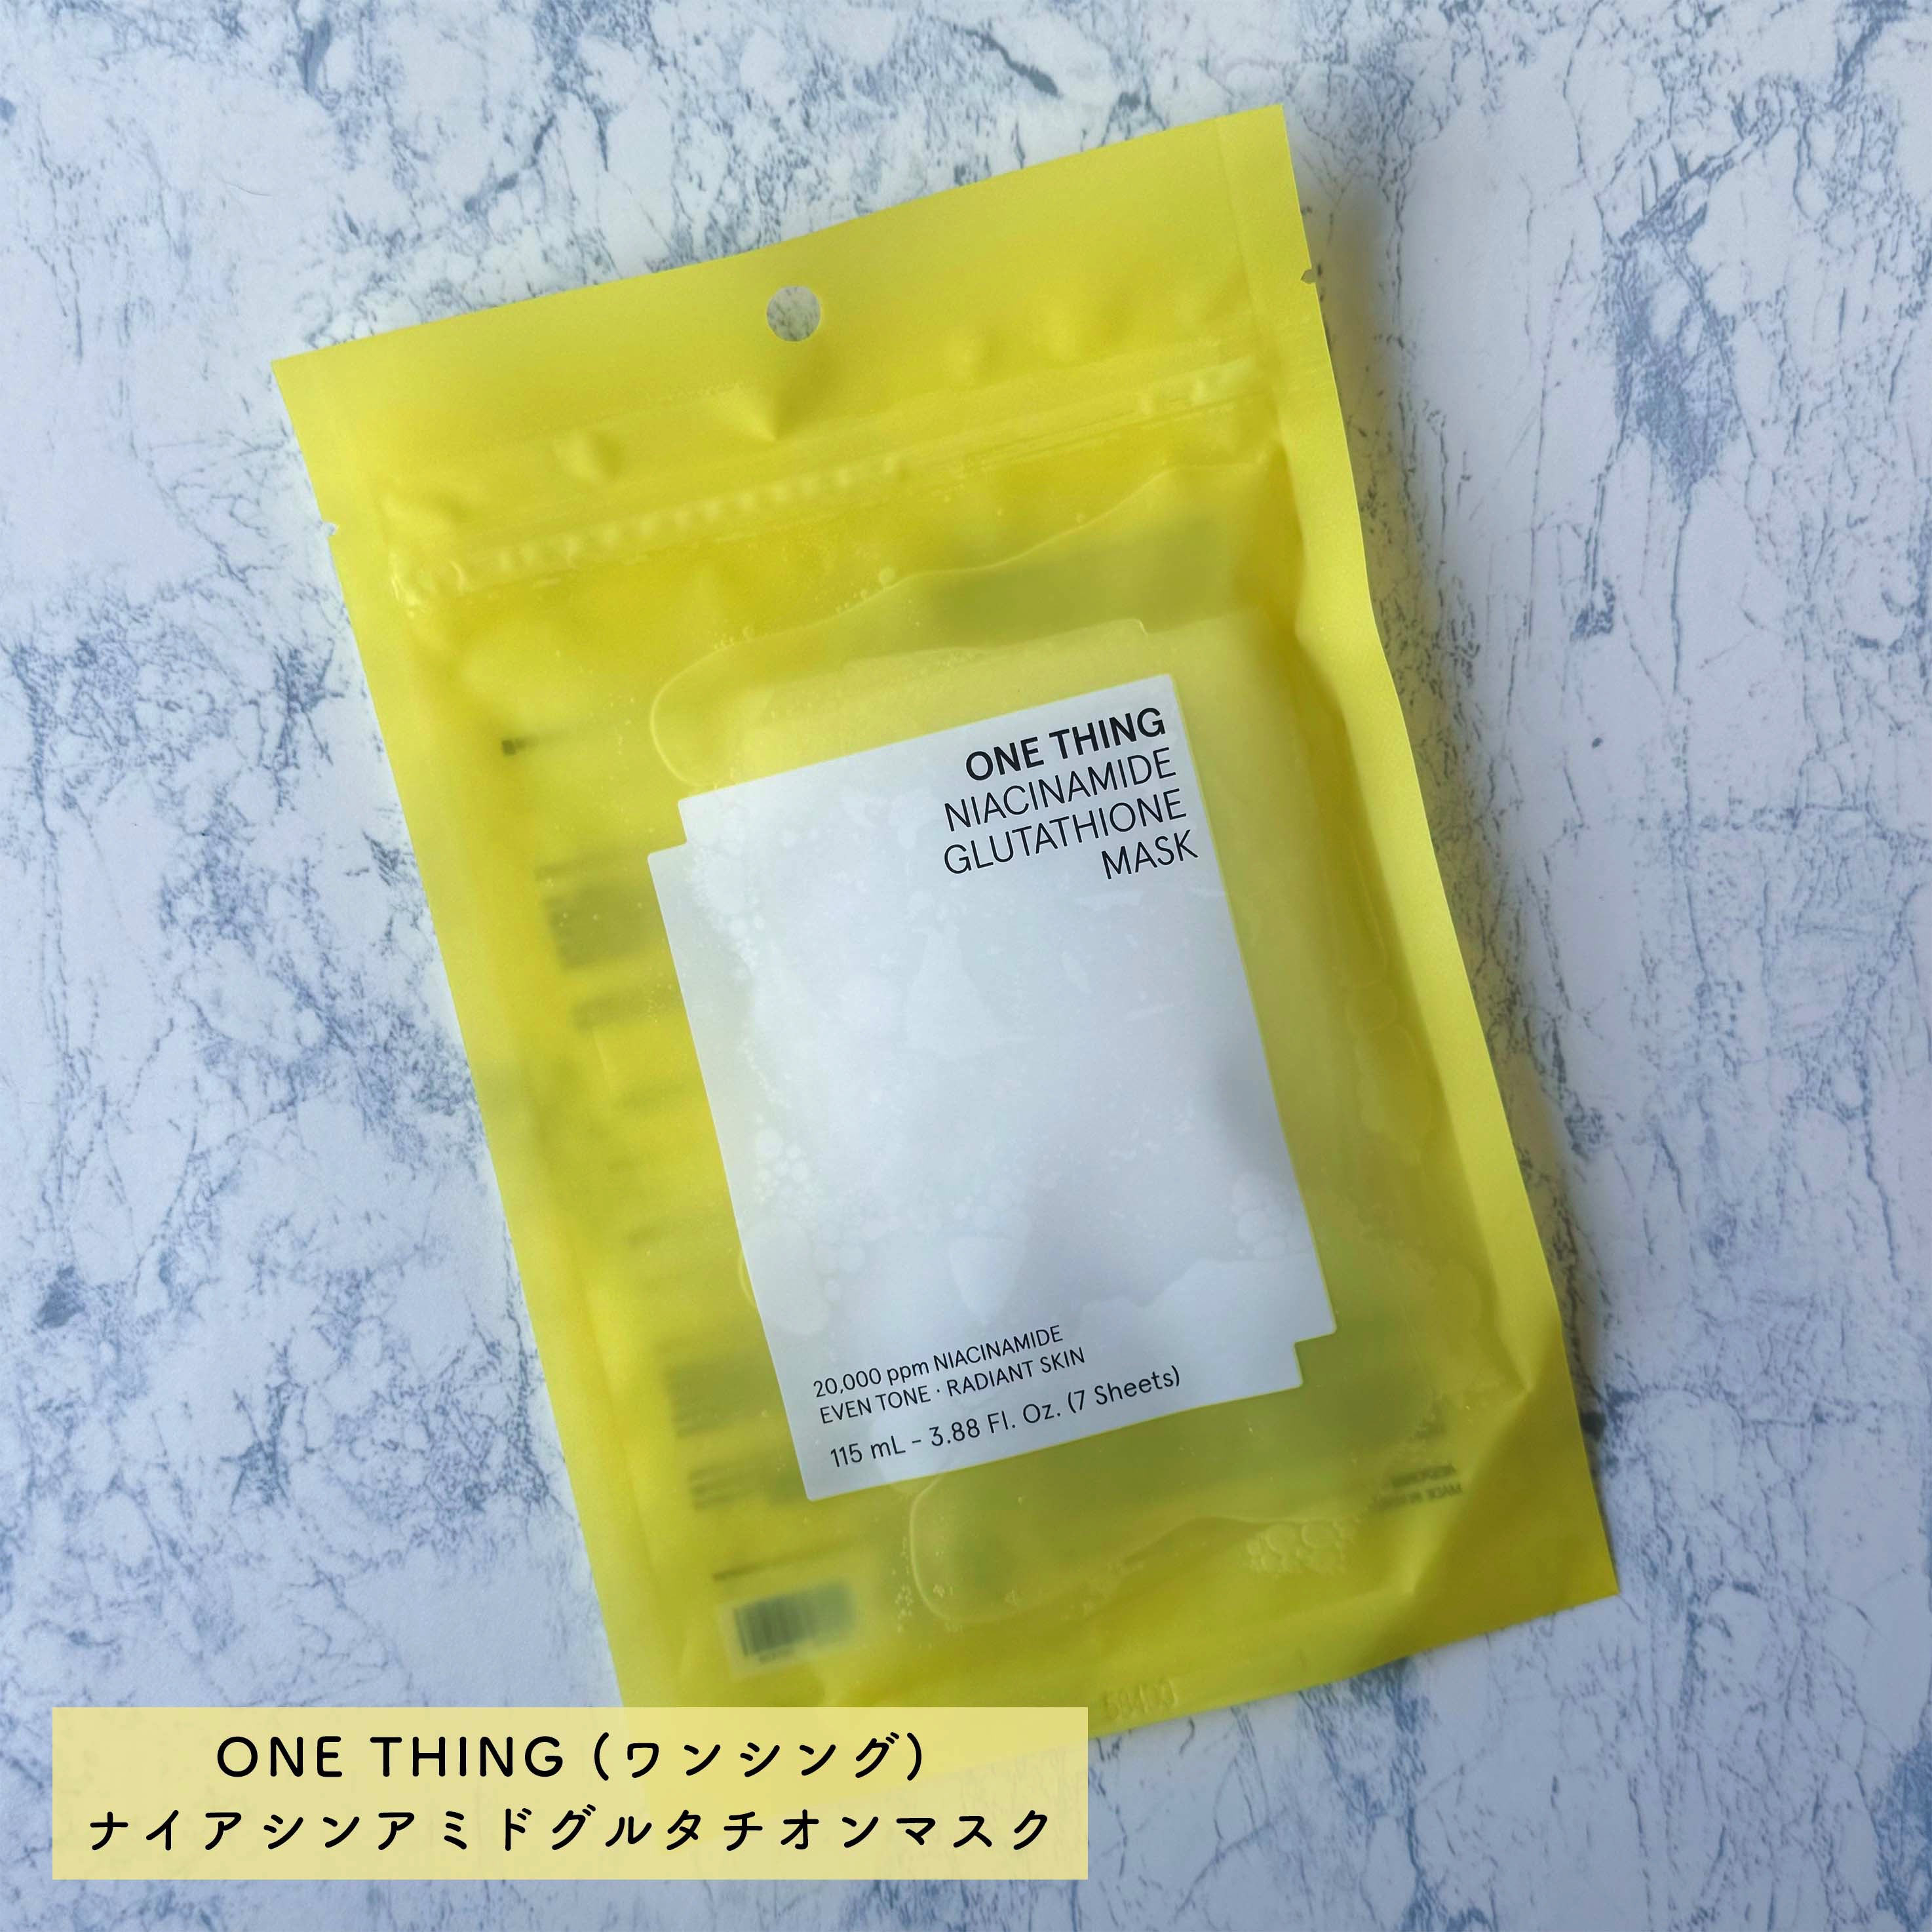 ONE THING
NIACINAMIDE
GLUTATHIONE
MASK
20,000 ppm NIACINAMIDE
EVEN TONE · RADIANT SKIN
115 mL - 3.88 Fl. Oz. (7 Sheets)
ONE THING (ワンシング)
ナイアシンアミドグルタチオンマスク